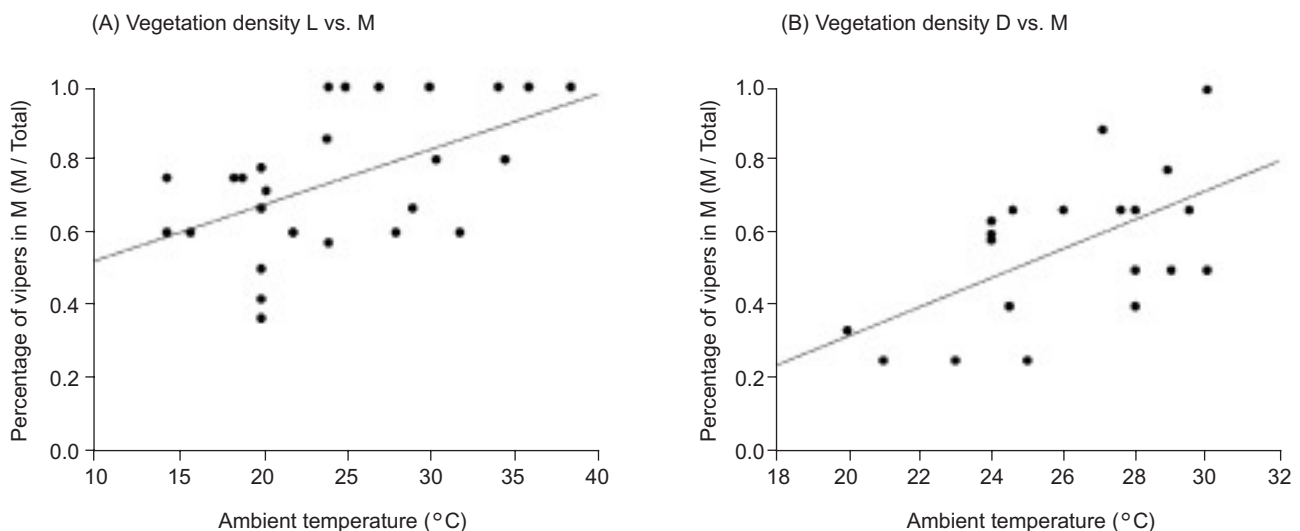 (A) Vegetation density L vs. M
(B) Vegetation density D vs. M
Percentage of vipers in M (M / Total)
1.0
0.8
0.6
0.4
0.2
0.0
10 15 20 25 30 35 40
Ambient temperature (°C)
Percentage of vipers in M (M / Total)
1.0
0.8
0.6
0.4
0.2
0.0
18 20 22 24 26 28 30 32
Ambient temperature (°C)